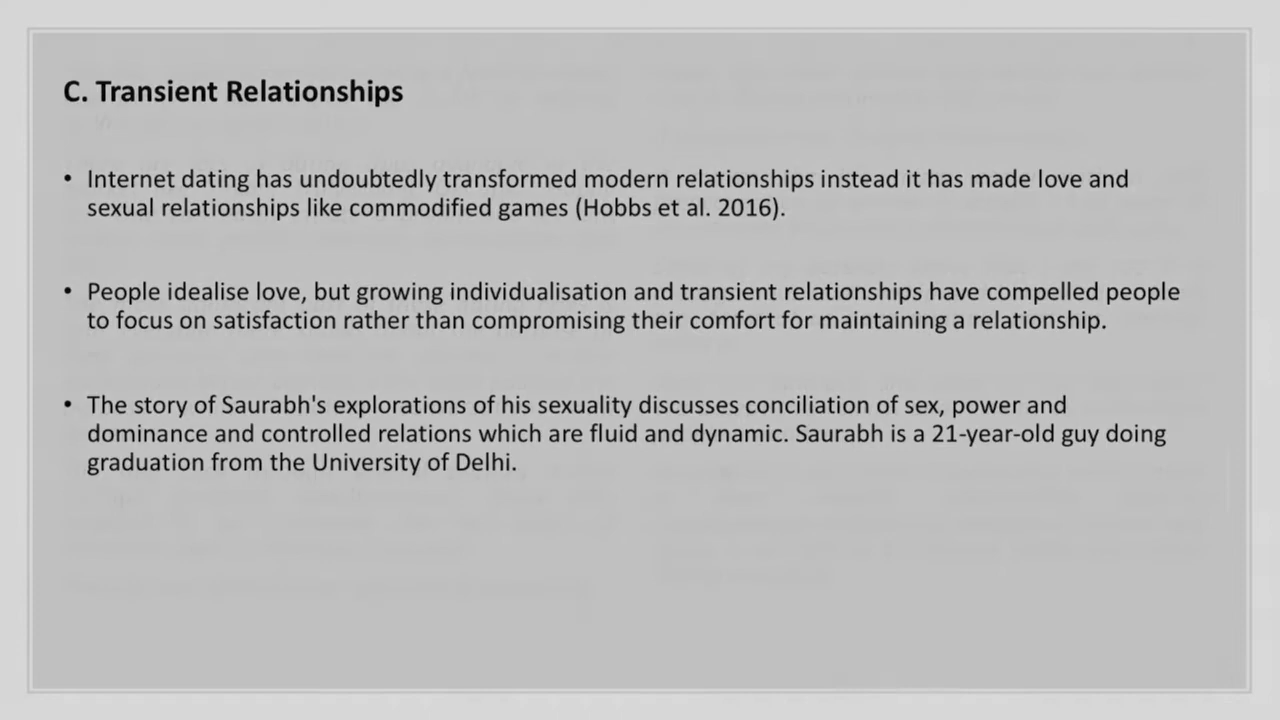 C. Transient Relationships
• Internet dating has undoubtedly transformed modern relationships instead it has made love and
sexual relationships like commodified games (Hobbs et al. 2016).
• People idealise love, but growing individualisation and transient relationships have compelled people
to focus on satisfaction rather than compromising their comfort for maintaining a relationship.
• The story of Saurabh's explorations of his sexuality discusses conciliation of sex, power and
dominance and controlled relations which are fluid and dynamic. Saurabh is a 21-year-old guy doing
graduation from the University of Delhi.